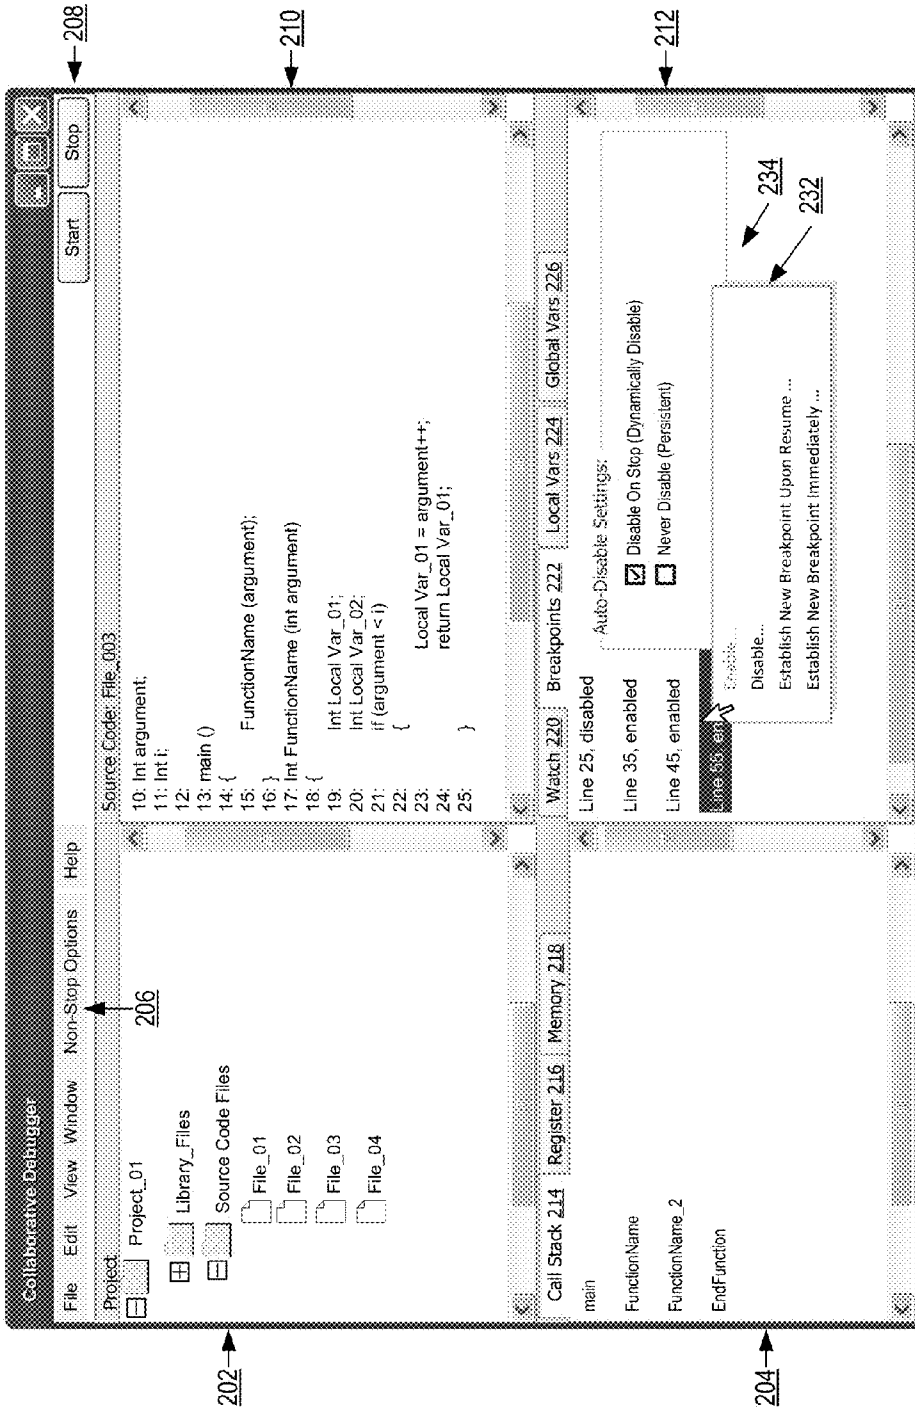 Collaborative Debugger
File Edit View Window Non-Stop Options Help
Start Stop
208
206
Project
Project_01
Library_Files
Source Code Files
File_01
File_02
File_03
File_04
202
Source Code: File_003
10: Int argument;
11: Int i;
12:
13: main ()
14: {
15: FunctionName (argument);
16: }
17: Int FunctionName (int argument)
18: {
19: Int Local Var_01;
20: Int Local Var_02;
21: if (argument < i)
22: {
23: Local Var_01 = argument++;
24: return Local Var_01;
25: }
210
Call Stack 214 Register 216 Memory 218
main
FunctionName
FunctionName_2
EndFunction
204
Watch 220 Breakpoints 222 Local Vars 224 Global Vars 226
Line 25, disabled
Line 35, enabled
Line 45, enabled
Line 55, en
Auto-Disable Settings:
Disable On Stop (Dynamically Disable)
Never Disable (Persistent)
Enable...
Disable...
Establish New Breakpoint Upon Resume ...
Establish New Breakpoint Immediately ...
212
234
232